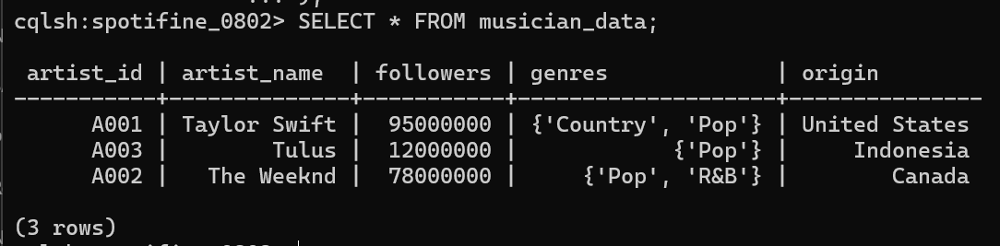 cqlsh:spotifine_0802> SELECT * FROM musician_data;
artist_id | artist_name | followers | genres | origin
-----------+--------------+-----------+--------------------+---------------
A001 | Taylor Swift | 95000000 | {'Country', 'Pop'} | United States
A003 | Tulus | 12000000 | {'Pop'} | Indonesia
A002 | The Weeknd | 78000000 | {'Pop', 'R&B'} | Canada
(3 rows)